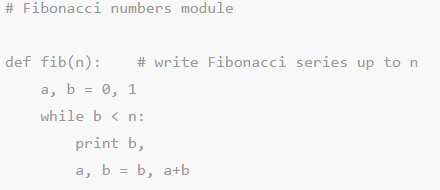 # Fibonacci numbers module
def fib(n):    # write Fibonacci series up to n
    a, b = 0, 1
    while b < n:
        print b,
        a, b = b, a+b